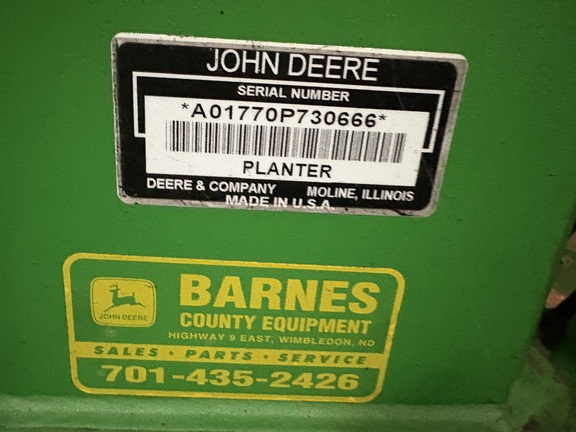 JOHN DEERE
SERIAL NUMBER
*A01770P730666*
PLANTER
DEERE & COMPANY MOLINE, ILLINOIS
MADE IN U.S.A.
JOHN DEERE
BARNES
COUNTY EQUIPMENT
HIGHWAY 9 EAST, WIMBLEDON, ND
SALES · PARTS · SERVICE
701-435-2426